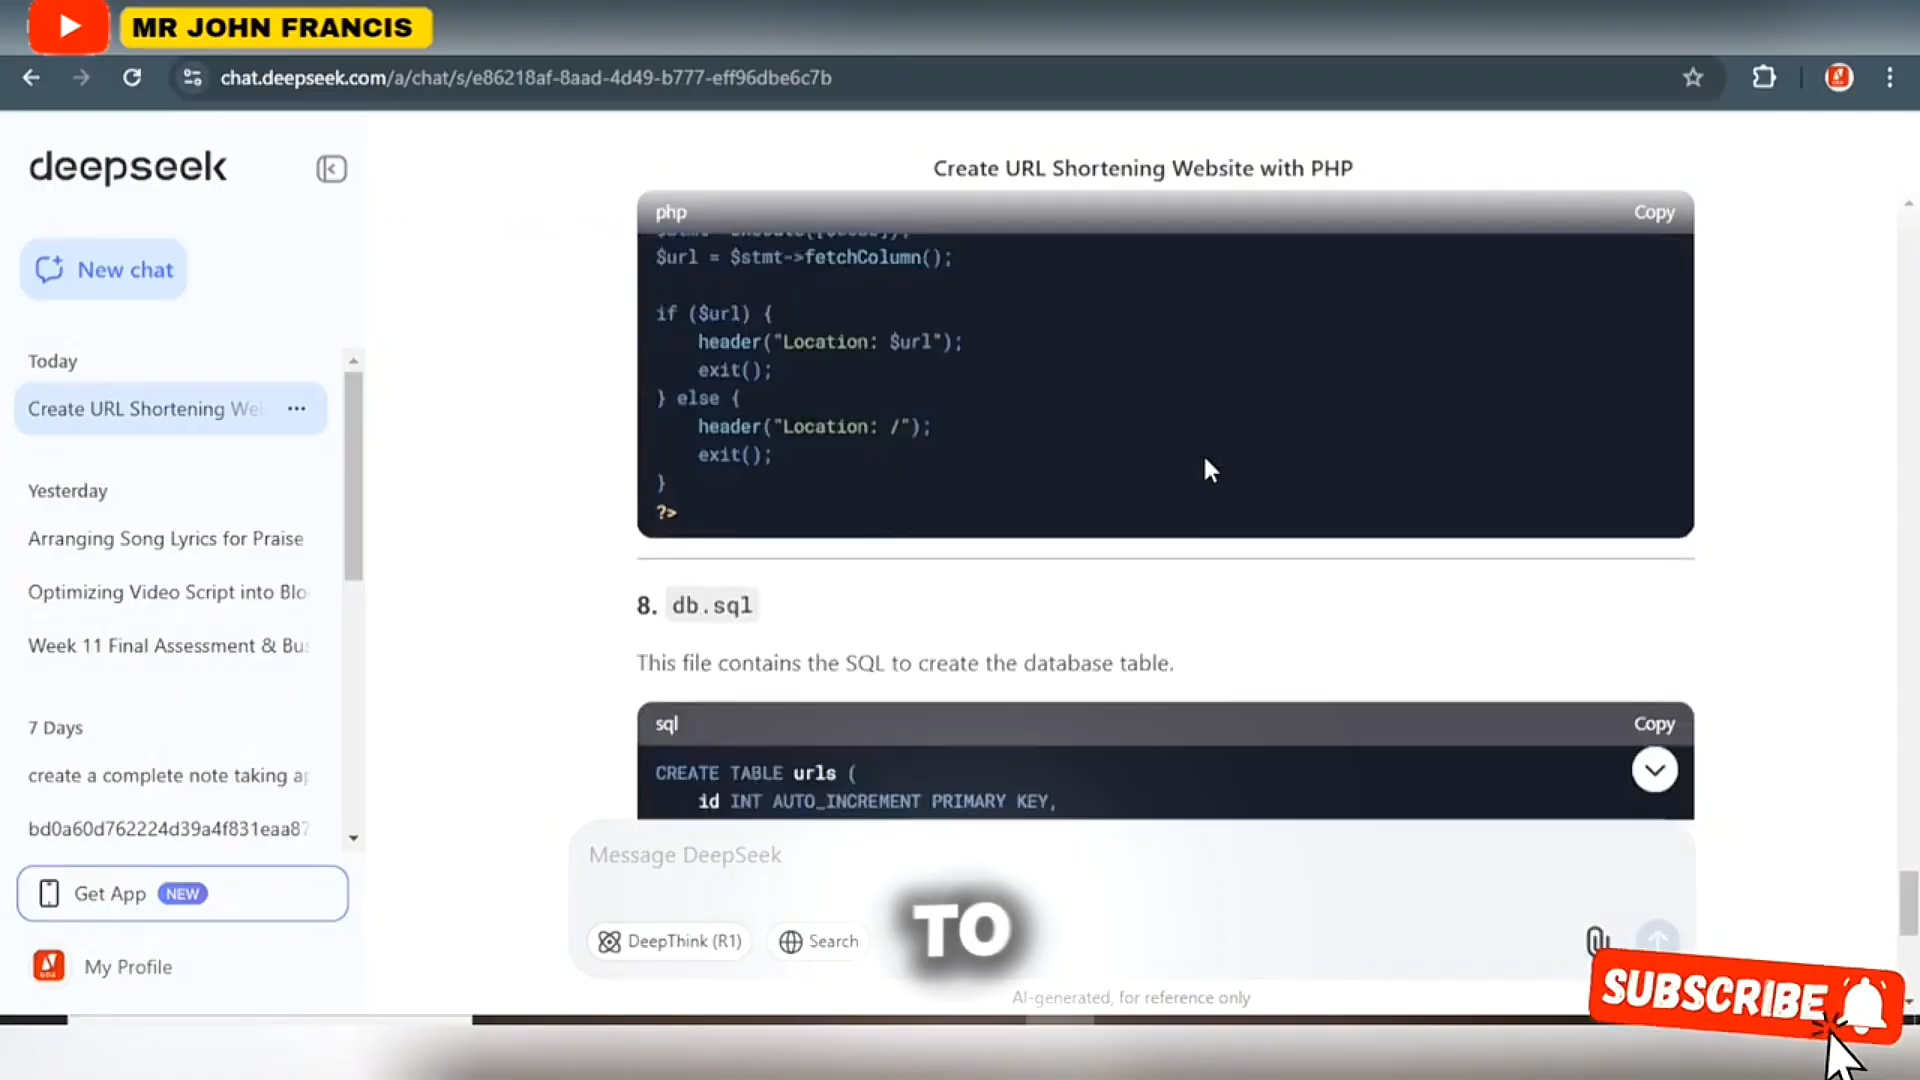 MR JOHN FRANCIS
chat.deepseek.com/a/chat/s/e86218af-8aad-4d49-b777-eff96dbe6c7b
deepseek
New chat
Today
Create URL Shortening We
Yesterday
Arranging Song Lyrics for Praise
Optimizing Video Script into Blo
Week 11 Final Assessment & Bus
7 Days
create a complete note taking ap
bd0a60d762224d39a4f831eaa87
Get App NEW
My Profile
Create URL Shortening Website with PHP
php Copy
$url = $stmt->fetchColumn();
if ($url) {
header("Location: $url");
exit();
} else {
header("Location: /");
exit();
}
?>
8. db.sql
This file contains the SQL to create the database table.
sql Copy
CREATE TABLE urls (
id INT AUTO_INCREMENT PRIMARY KEY,
Message DeepSeek
DeepThink (R1) Search
TO
AI-generated, for reference only
SUBSCRIBE